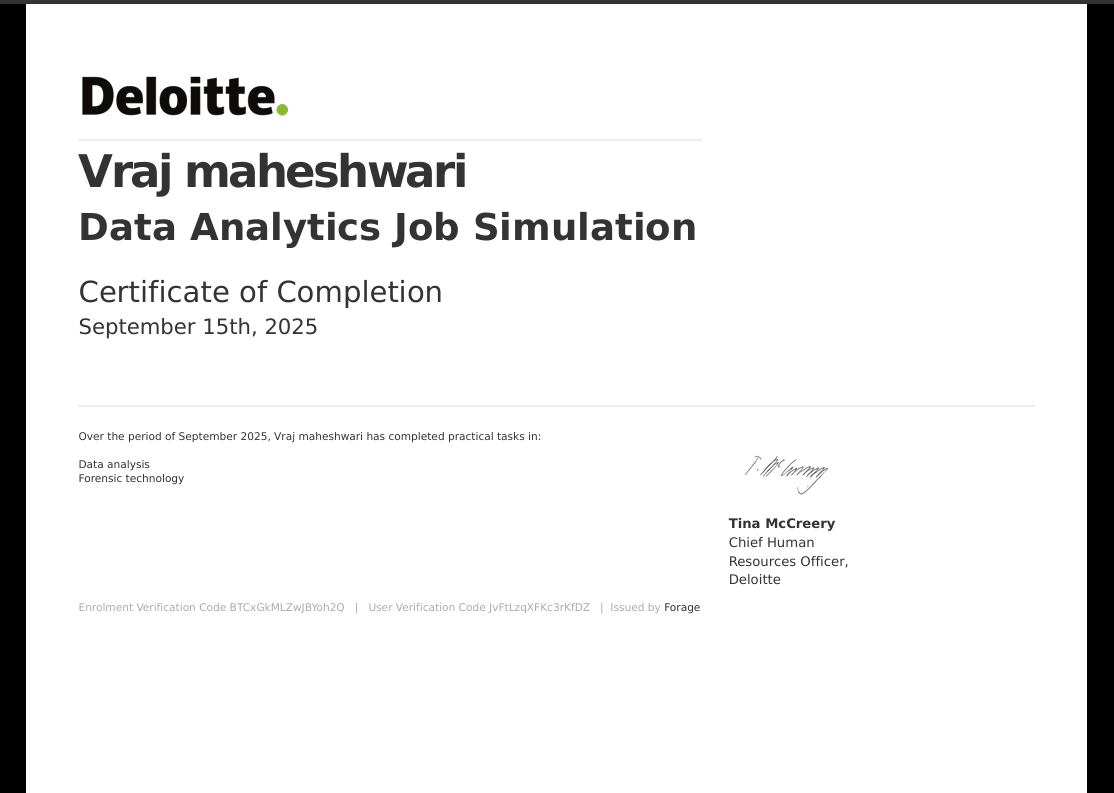 Deloitte.
Vraj maheshwari
Data Analytics Job Simulation
Certificate of Completion
September 15th, 2025
Over the period of September 2025, Vraj maheshwari has completed practical tasks in:
Data analysis
Forensic technology
T. McCreery
Tina McCreery
Chief Human
Resources Officer,
Deloitte
Enrolment Verification Code BTCxGkMLZwJBYoh2Q | User Verification Code JvFtLzqXFKc3rKfDZ | Issued by Forage